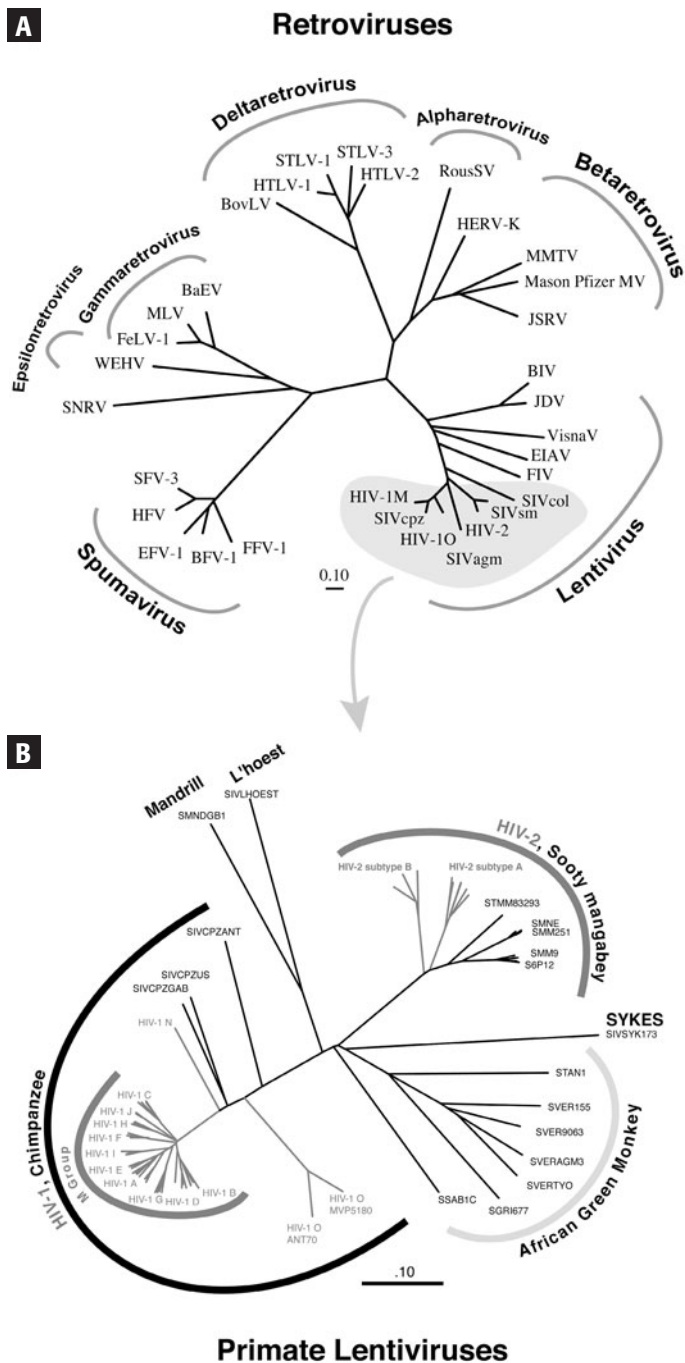 A
Retroviruses
Deltaretrovirus
Alpharetrovirus
Betaretrovirus
Gammaretrovirus
Epsilonretrovirus
STLV-1
STLV-3
HTLV-1
HTLV-2
BovLV
RousSV
HERV-K
MMTV
Mason Pfizer MV
JSRV
BaEV
MLV
FeLV-1
WEHV
SNRV
BIV
JDV
VisnaV
EIAV
FIV
SFV-3
HFV
EFV-1
BFV-1
FFV-1
HIV-1M
SIVcpz
HIV-1O
SIVagm
HIV-2
SIVsm
SIVcol
Spumavirus
Lentivirus
0.10
B
Mandrill
L'hoest
SIVLHOEST
SMNDGB1
HIV-2, Sooty mangabey
HIV-2 subtype B
HIV-2 subtype A
STMM83293
SMNE
SMM251
SMM9
S6P12
SIVCPZANT
SIVCPZUS
SIVCPZGAB
HIV-1 N
SYKES
SIVSYK173
STAN1
SVER155
SVER9063
SVERAGM3
SVERTYO
SGRI677
SSAB1C
African Green Monkey
HIV-1, Chimpanzee
M Group
HIV-1 C
HIV-1 J
HIV-1 H
HIV-1 F
HIV-1 I
HIV-1 E
HIV-1 A
HIV-1 G
HIV-1 D
HIV-1 B
HIV-1 O
MVP5180
HIV-1 O
ANT70
.10
Primate Lentiviruses